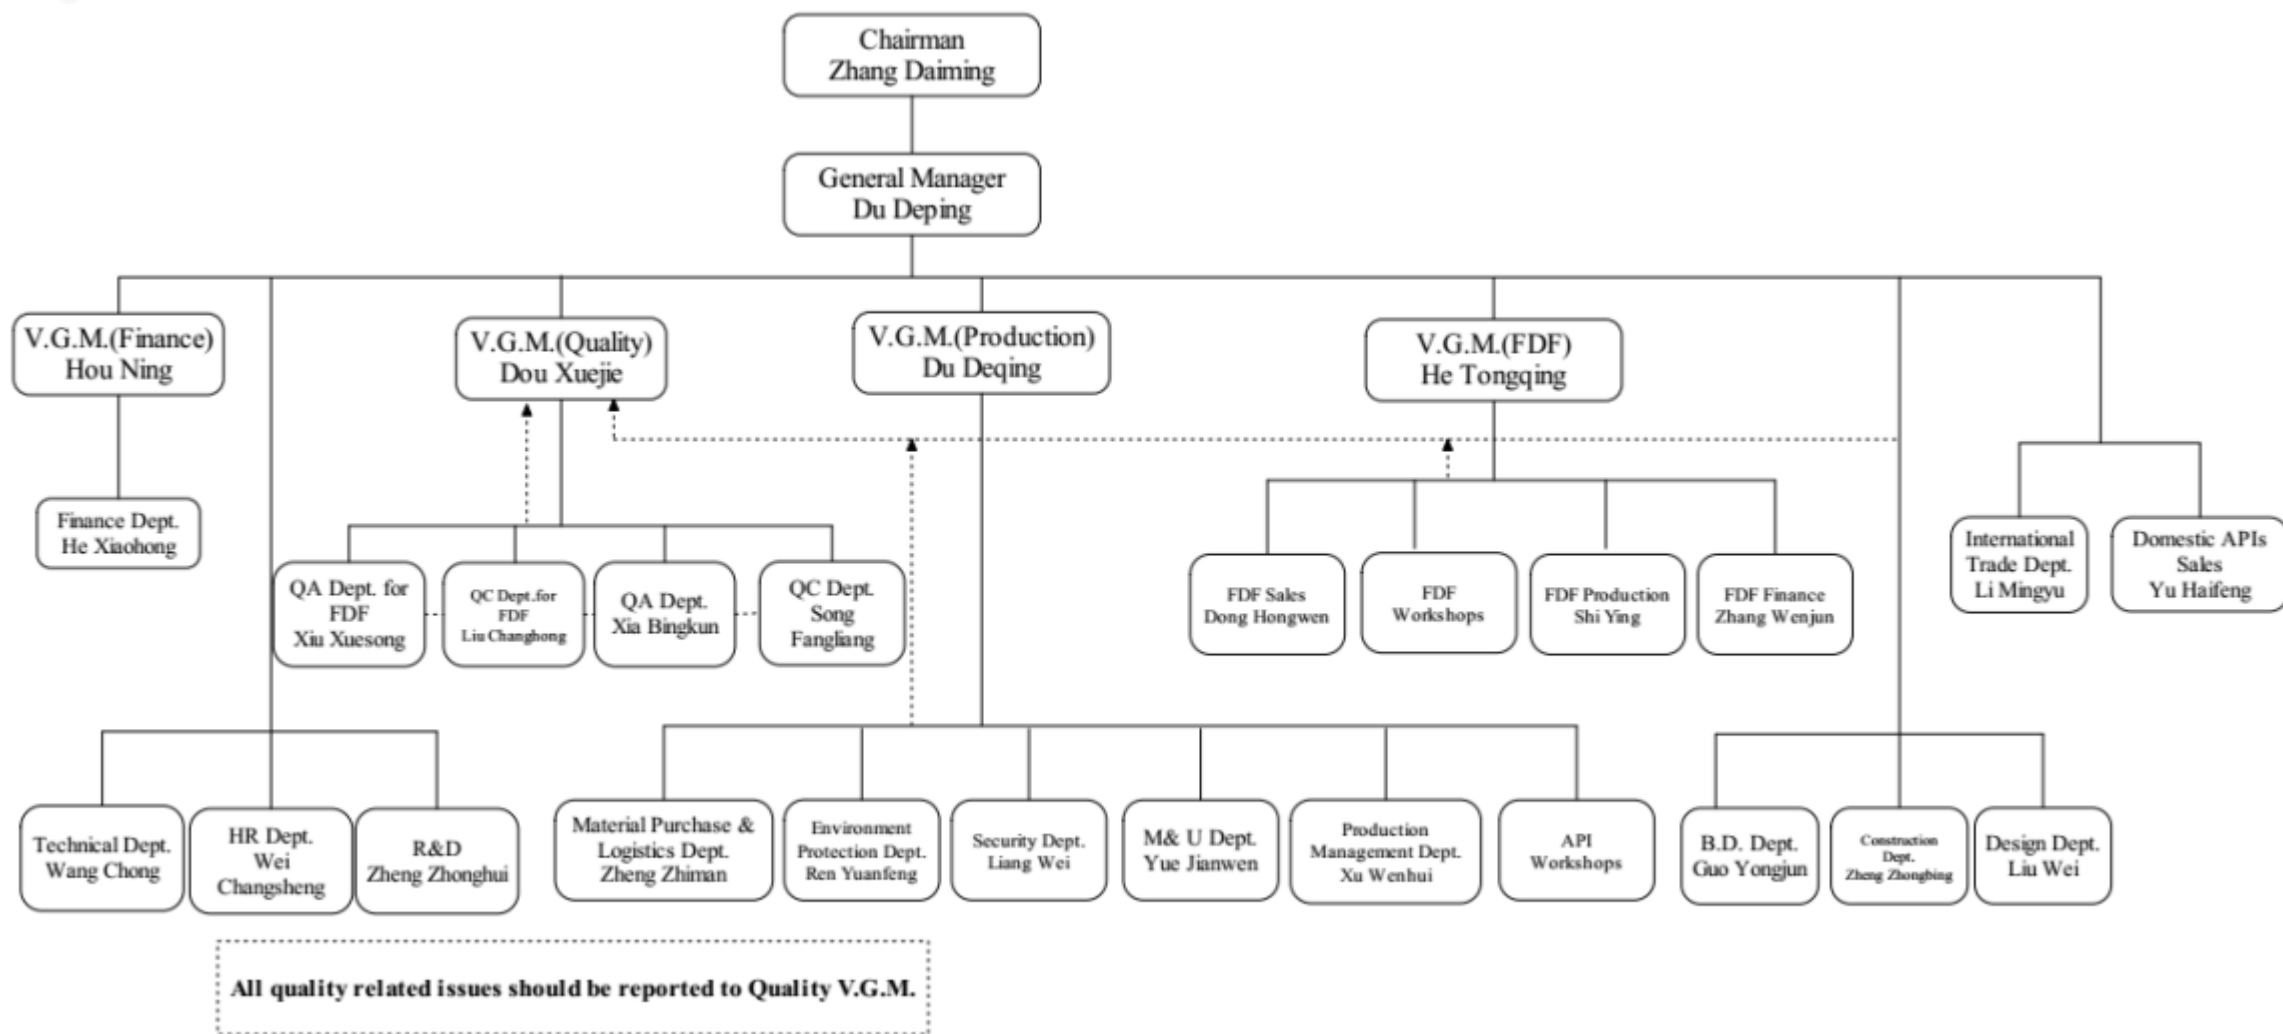 Chairman
Zhang Daiming
General Manager
Du Deping
V.G.M.(Finance)
Hou Ning
V.G.M.(Quality)
Dou Xuejie
V.G.M.(Production)
Du Deqing
V.G.M.(FDF)
He Tongqing
Finance Dept.
He Xiaohong
QA Dept. for
FDF
Xiu Xuesong
QC Dept.for
FDF
Liu Changhong
QA Dept.
Xia Bingkun
QC Dept.
Song
Fangliang
FDF Sales
Dong Hongwen
FDF
Workshops
FDF Production
Shi Ying
FDF Finance
Zhang Wenjun
International
Trade Dept.
Li Mingyu
Domestic APIs
Sales
Yu Haifeng
Technical Dept.
Wang Chong
HR Dept.
Wei
Changsheng
R&D
Zheng Zhonghui
Material Purchase &
Logistics Dept.
Zheng Zhiman
Environment
Protection Dept.
Ren Yuanfeng
Security Dept.
Liang Wei
M& U Dept.
Yue Jianwen
Production
Management Dept.
Xu Wenhui
API
Workshops
B.D. Dept.
Guo Yongjun
Construction
Dept.
Zheng Zhongbing
Design Dept.
Liu Wei
All quality related issues should be reported to Quality V.G.M.